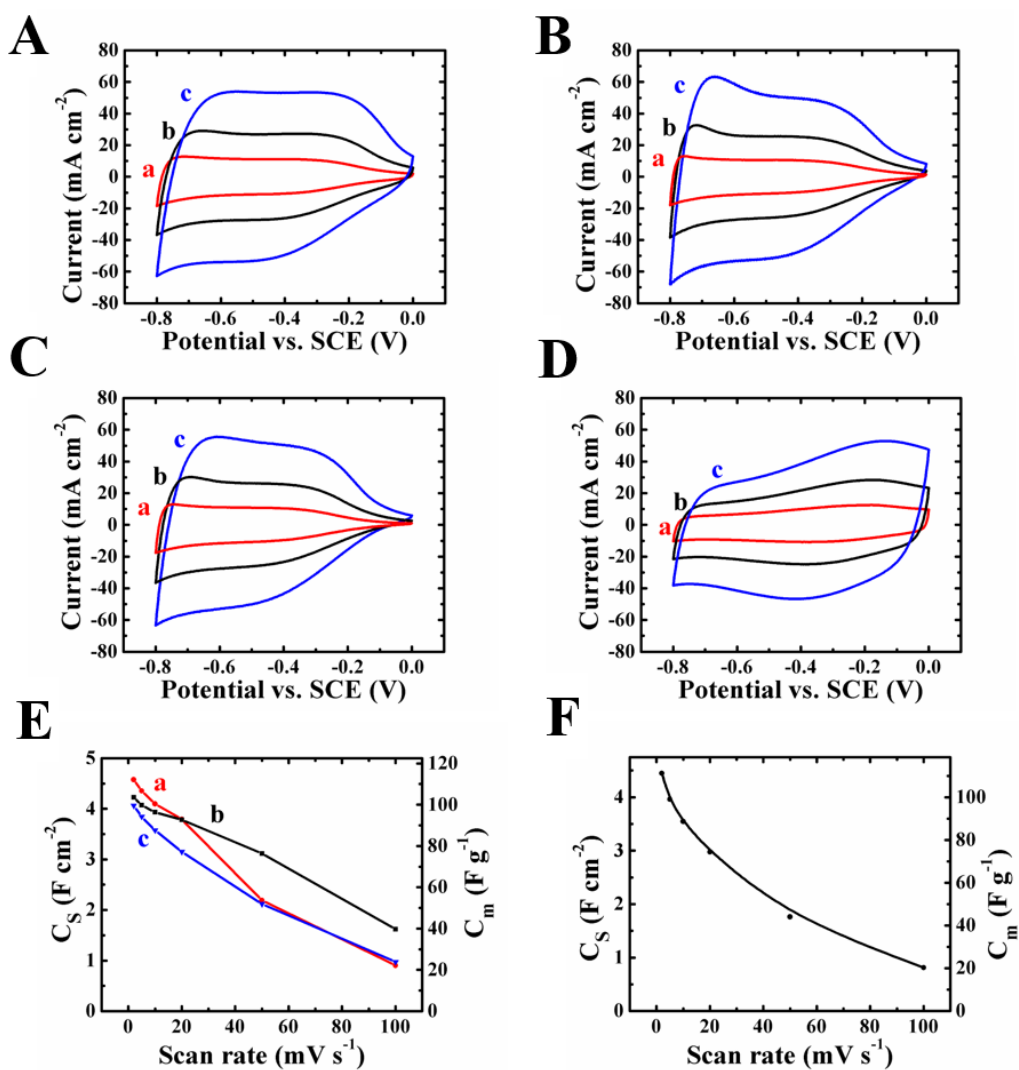 A
B
80
60
40
20
0
-20
-40
-60
-80
Current (mA cm-2)
c
b
a
-0.8 -0.6 -0.4 -0.2 0.0
Potential vs. SCE (V)
80
60
40
20
0
-20
-40
-60
-80
Current (mA cm-2)
c
b
a
-0.8 -0.6 -0.4 -0.2 0.0
Potential vs. SCE (V)
C
D
80
60
40
20
0
-20
-40
-60
-80
Current (mA cm-2)
c
b
a
-0.8 -0.6 -0.4 -0.2 0.0
Potential vs. SCE (V)
80
60
40
20
0
-20
-40
-60
-80
Current (mA cm-2)
c
b
a
-0.8 -0.6 -0.4 -0.2 0.0
Potential vs. SCE (V)
E
F
5
4
3
2
1
0
CS (F cm-2)
a
b
c
120
100
80
60
40
20
0
Cm (F g-1)
0 20 40 60 80 100
Scan rate (mV s-1)
4
3
2
1
0
CS (F cm-2)
100
80
60
40
20
0
Cm (F g-1)
0 20 40 60 80 100
Scan rate (mV s-1)